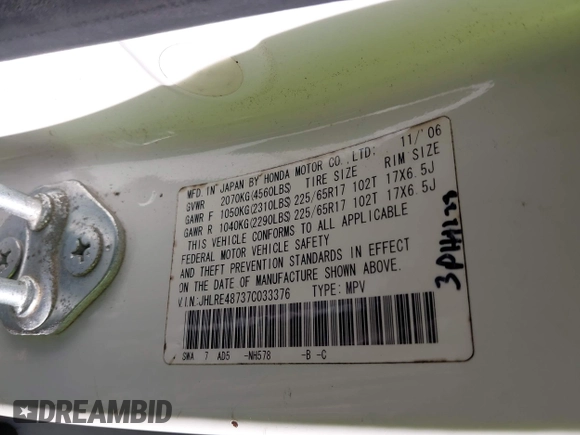 MFD. IN JAPAN BY HONDA MOTOR CO.,LTD: 11/'06
GVWR 2070KG(4560LBS) TIRE SIZE RIM SIZE
GAWR F 1050KG(2310LBS) 225/65R17 102T 17X6.5J
GAWR R 1040KG(2290LBS) 225/65R17 102T 17X6.5J
THIS VEHICLE CONFORMS TO ALL APPLICABLE
FEDERAL MOTOR VEHICLE SAFETY
AND THEFT PREVENTION STANDARDS IN EFFECT
ON THE DATE OF MANUFACTURE SHOWN ABOVE.
V.I.N.:JHLRE48737C033376 TYPE: MPV
SWA 7 AD5 -NH578 -B -C
DREAMBID